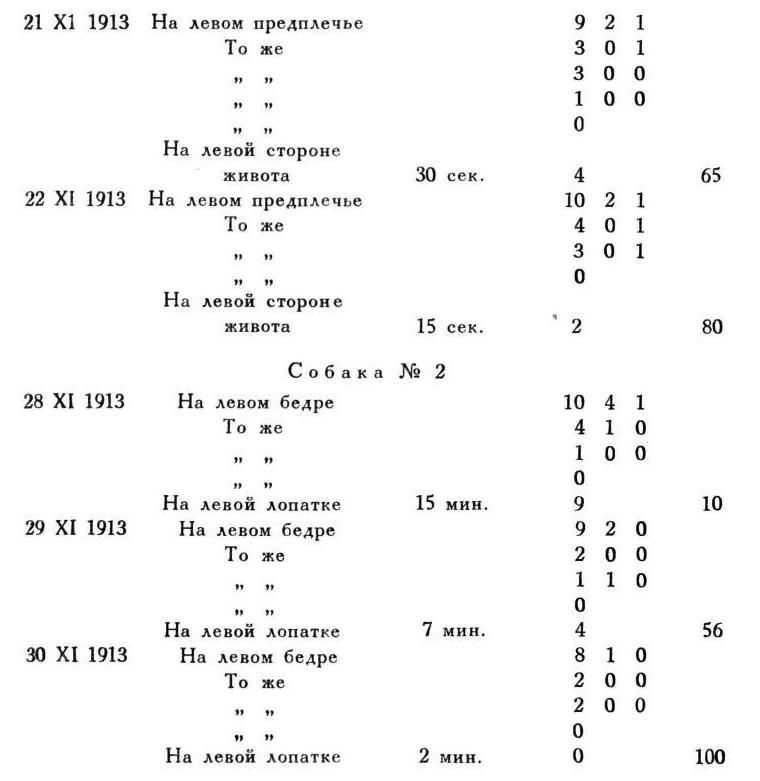 21 XI 1913 На левом предплечье 9 2 1
То же 3 0 1
„ „ 3 0 0
„ „ 1 0 0
„ „ 0
На левой стороне
живота 30 сек. 4 65
22 XI 1913 На левом предплечье 10 2 1
То же 4 0 1
„ „ 3 0 1
„ „ 0
На левой стороне
живота 15 сек. 2 80
Собака № 2
28 XI 1913 На левом бедре 10 4 1
То же 4 1 0
„ „ 1 0 0
„ „ 0
На левой лопатке 15 мин. 9 10
29 XI 1913 На левом бедре 9 2 0
То же 2 0 0
„ „ 1 1 0
„ „ 0
На левой лопатке 7 мин. 4 56
30 XI 1913 На левом бедре 8 1 0
То же 2 0 0
„ „ 2 0 0
„ „ 0
На левой лопатке 2 мин. 0 100